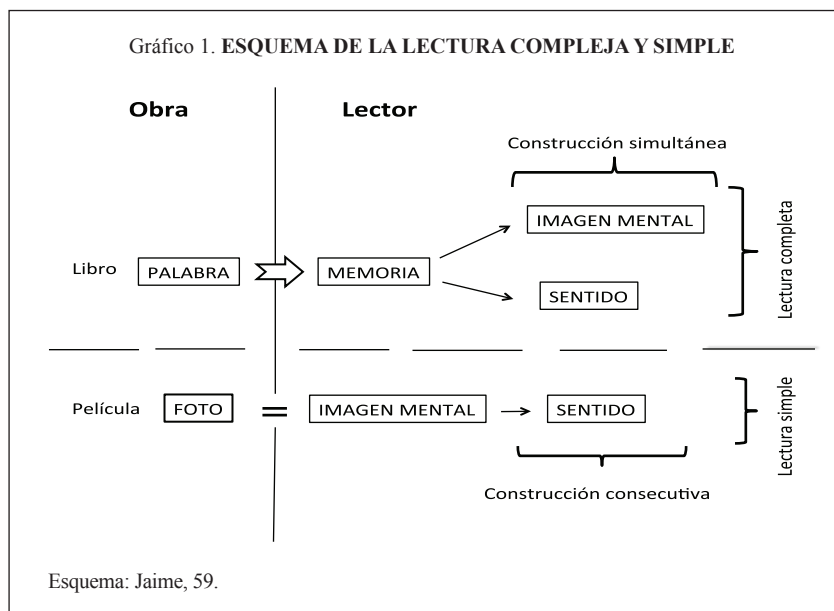 Gráfico 1. ESQUEMA DE LA LECTURA COMPLEJA Y SIMPLE
Obra
Lector
Construcción simultánea
IMAGEN MENTAL
Libro
PALABRA
MEMORIA
SENTIDO
Lectura completa
Película
FOTO
=
IMAGEN MENTAL
SENTIDO
Lectura simple
Construcción consecutiva
Esquema: Jaime, 59.